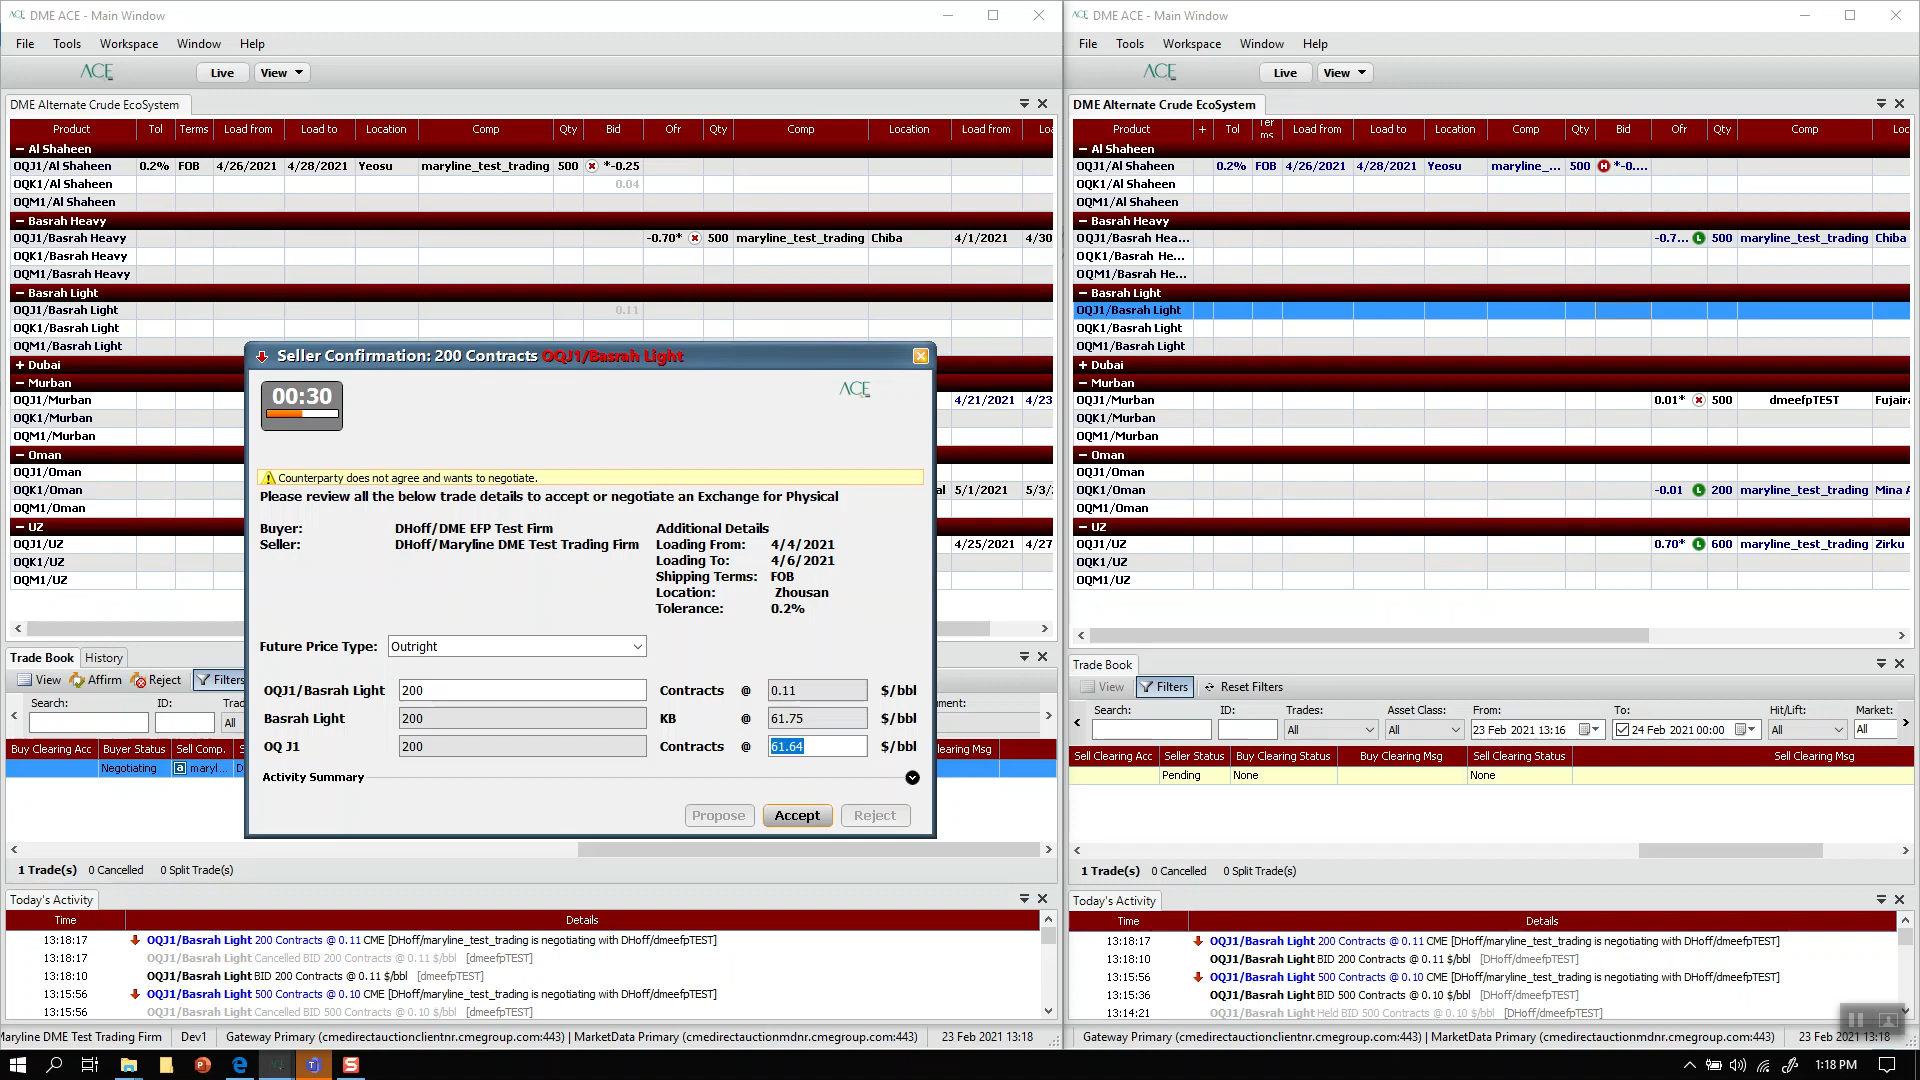 DME ACE - Main Window
File Tools Workspace Window Help
ACE Live View
DME Alternate Crude EcoSystem
Product Tol Terms Load from Load to Location Comp Qty Bid Ofr Qty Comp Location Load from
Al Shaheen
OQJ1/Al Shaheen 0.2% FOB 4/26/2021 4/28/2021 Yeosu maryline_test_trading 500 *-0.25
OQK1/Al Shaheen 0.04
OQM1/Al Shaheen
Basrah Heavy
OQJ1/Basrah Heavy -0.70* 500 maryline_test_trading Chiba 4/1/2021 4/30
OQK1/Basrah Heavy
OQM1/Basrah Heavy
Basrah Light
OQJ1/Basrah Light 0.11
OQK1/Basrah Light
OQM1/Basrah Light
Dubai
Murban
OQJ1/Murban 4/21/2021 4/23
OQK1/Murban
OQM1/Murban
Oman
OQJ1/Oman
OQK1/Oman al 5/1/2021 5/3/
OQM1/Oman
UZ
OQJ1/UZ 4/25/2021 4/27
OQK1/UZ
OQM1/UZ
Seller Confirmation: 200 Contracts OQJ1/Basrah Light
00:30
ACE
Counterparty does not agree and wants to negotiate.
Please review all the below trade details to accept or negotiate an Exchange for Physical
Buyer: DHoff/DME EFP Test Firm
Seller: DHoff/Maryline DME Test Trading Firm
Additional Details
Loading From: 4/4/2021
Loading To: 4/6/2021
Shipping Terms: FOB
Location: Zhousan
Tolerance: 0.2%
Future Price Type: Outright
OQJ1/Basrah Light 200 Contracts @ 0.11 $/bbl
Basrah Light 200 KB @ 61.75 $/bbl
OQ J1 200 Contracts @ 61.64 $/bbl
Activity Summary
Propose Accept Reject
Trade Book History
View Affirm Reject Filters
Search: ID: Trad ument:
All
Buy Clearing Acc Buyer Status Sell Comp. S learing Msg
Negotiating a maryl... D
1 Trade(s) 0 Cancelled 0 Split Trade(s)
Today's Activity
Time Details
13:18:17 OQJ1/Basrah Light 200 Contracts @ 0.11 CME [DHoff/maryline_test_trading is negotiating with DHoff/dmeefpTEST]
13:18:17 OQJ1/Basrah Light Cancelled BID 200 Contracts @ 0.11 $/bbl [dmeefpTEST]
13:18:10 OQJ1/Basrah Light BID 200 Contracts @ 0.11 $/bbl [dmeefpTEST]
13:15:56 OQJ1/Basrah Light 500 Contracts @ 0.10 CME [DHoff/maryline_test_trading is negotiating with DHoff/dmeefpTEST]
13:15:56 OQJ1/Basrah Light Cancelled BID 500 Contracts @ 0.10 $/bbl [dmeefpTEST]
Maryline DME Test Trading Firm Dev1 Gateway Primary (cmedirectauctionclientnr.cmegroup.com:443) | MarketData Primary (cmedirectauctionmdnr.cmegroup.com:443) 23 Feb 2021 13:18
DME ACE - Main Window
File Tools Workspace Window Help
ACE Live View
DME Alternate Crude EcoSystem
Product + Tol Terms Load from Load to Location Comp Qty Bid Ofr Qty Comp Loc
Al Shaheen
OQJ1/Al Shaheen 0.2% FOB 4/26/2021 4/28/2021 Yeosu maryline_... 500 H *-0....
OQK1/Al Shaheen
OQM1/Al Shaheen
Basrah Heavy
OQJ1/Basrah Hea... -0.7... L 500 maryline_test_trading Chiba
OQK1/Basrah He...
OQM1/Basrah He...
Basrah Light
OQJ1/Basrah Light
OQK1/Basrah Light
OQM1/Basrah Light
Dubai
Murban
OQJ1/Murban 0.01* 500 dmeefpTEST Fujaira
OQK1/Murban
OQM1/Murban
Oman
OQJ1/Oman
OQK1/Oman -0.01 L 200 maryline_test_trading Mina A
OQM1/Oman
UZ
OQJ1/UZ 0.70* L 600 maryline_test_trading Zirku
OQK1/UZ
OQM1/UZ
Trade Book
View Filters Reset Filters
Search: ID: Trades: Asset Class: From: To: Hit/Lift: Market:
All All 23 Feb 2021 13:16 24 Feb 2021 00:00 All All
Sell Clearing Acc Seller Status Buy Clearing Status Buy Clearing Msg Sell Clearing Status Sell Clearing Msg
Pending None None
1 Trade(s) 0 Cancelled 0 Split Trade(s)
Today's Activity
Time Details
13:18:17 OQJ1/Basrah Light 200 Contracts @ 0.11 CME [DHoff/maryline_test_trading is negotiating with DHoff/dmeefpTEST]
13:18:10 OQJ1/Basrah Light BID 200 Contracts @ 0.11 $/bbl [DHoff/dmeefpTEST]
13:15:56 OQJ1/Basrah Light 500 Contracts @ 0.10 CME [DHoff/maryline_test_trading is negotiating with DHoff/dmeefpTEST]
13:15:36 OQJ1/Basrah Light BID 500 Contracts @ 0.10 $/bbl [DHoff/dmeefpTEST]
13:14:21 OQJ1/Basrah Light Held BID 500 Contracts @ 0.10 $/bbl [DHoff/dmeefpTEST]
Gateway Primary (cmedirectauctionclientnr.cmegroup.com:443) | MarketData Primary (cmedirectauctionmdnr.cmegroup.com:443) 23 Feb 2021 13:18
1:18 PM